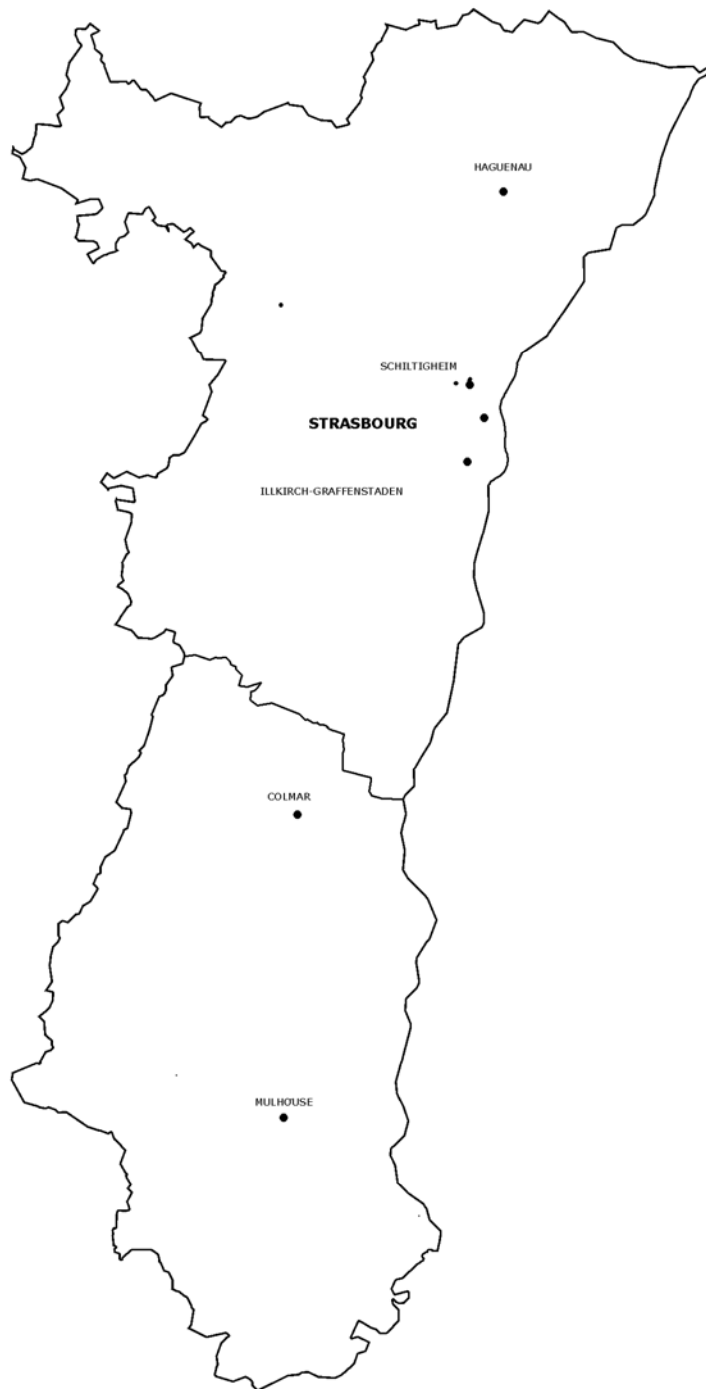 HAGUENAU
SCHILTIGHEIM
STRASBOURG
ILLKIRCH-GRAFFENSTADEN
COLMAR
MULHOUSE